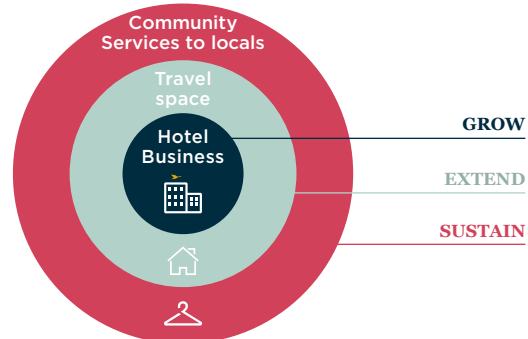 Community
Services to locals
Travel
space
Hotel
Business
GROW
EXTEND
SUSTAIN